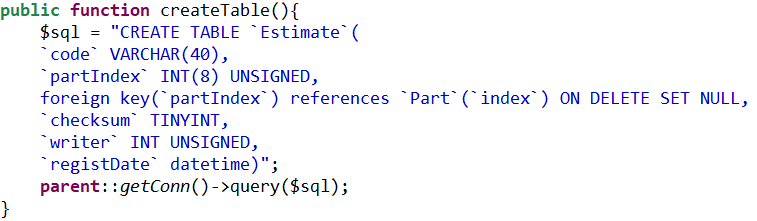 public function createTable(){
$sql = "CREATE TABLE `Estimate`(
`code` VARCHAR(40),
`partIndex` INT(8) UNSIGNED,
foreign key(`partIndex`) references `Part`(`index`) ON DELETE SET NULL,
`checksum` TINYINT,
`writer` INT UNSIGNED,
`registDate` datetime)";
parent::getConn()->query($sql);
}